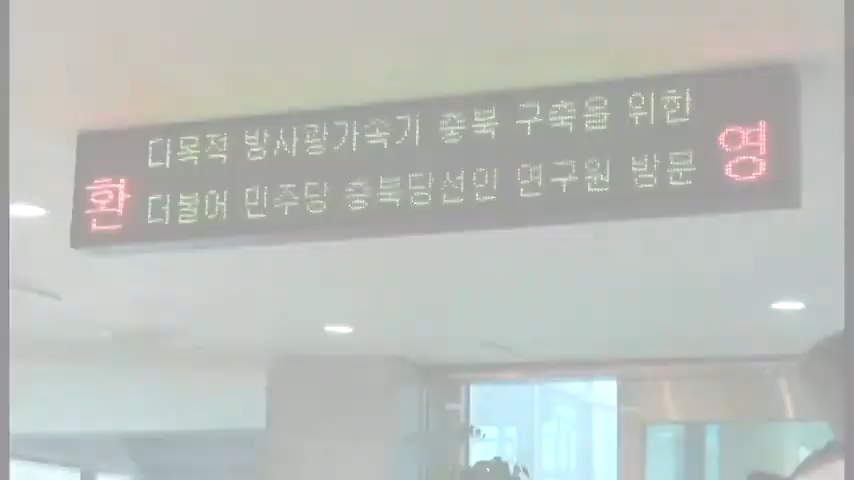 다목적 방사광가속기 충북 구축을 위한
환 영
더불어 민주당 충북당선인 연구원 방문